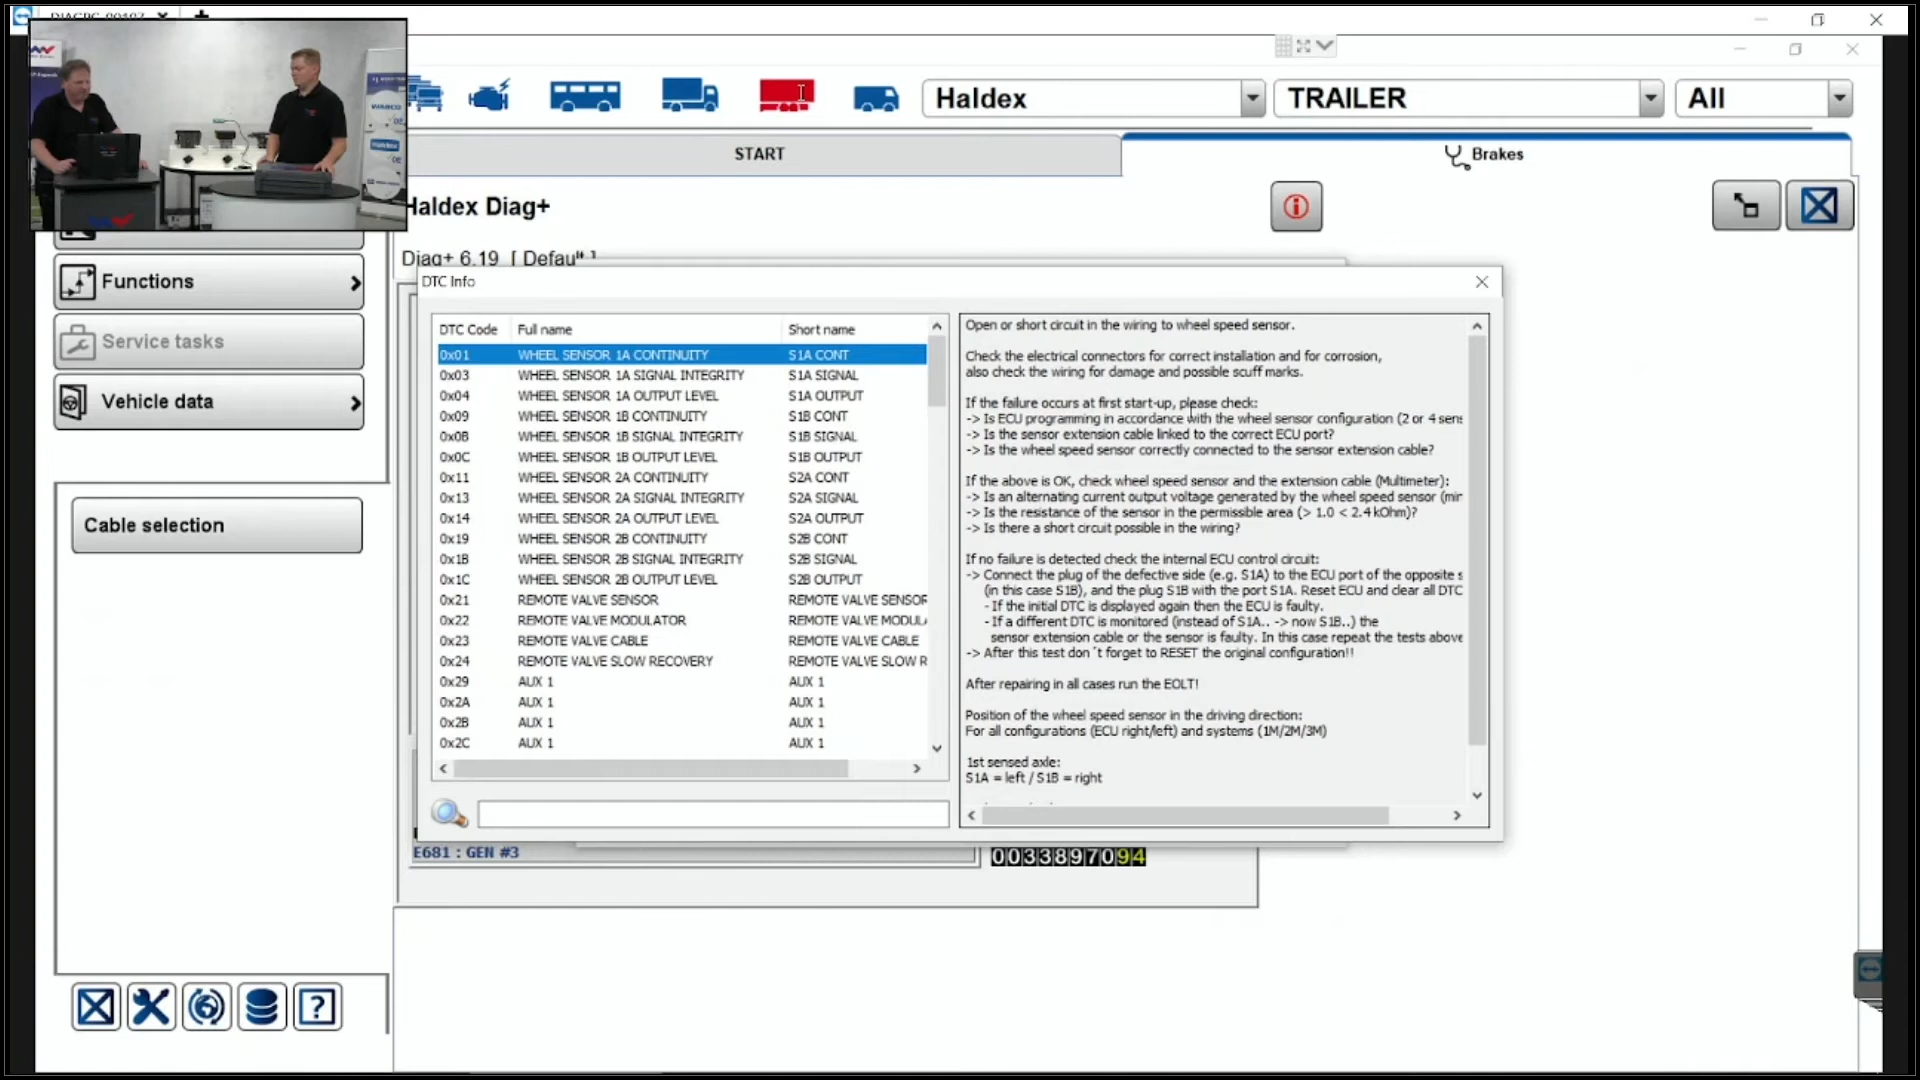 Haldex
TRAILER
All
START
Brakes
Haldex Diag+
Diag+ 6.19 [ Default ]
Functions
Service tasks
Vehicle data
Cable selection
DTC Info
DTC Code Full name Short name
0x01 WHEEL SENSOR 1A CONTINUITY S1A CONT
0x03 WHEEL SENSOR 1A SIGNAL INTEGRITY S1A SIGNAL
0x04 WHEEL SENSOR 1A OUTPUT LEVEL S1A OUTPUT
0x09 WHEEL SENSOR 1B CONTINUITY S1B CONT
0x0B WHEEL SENSOR 1B SIGNAL INTEGRITY S1B SIGNAL
0x0C WHEEL SENSOR 1B OUTPUT LEVEL S1B OUTPUT
0x11 WHEEL SENSOR 2A CONTINUITY S2A CONT
0x13 WHEEL SENSOR 2A SIGNAL INTEGRITY S2A SIGNAL
0x14 WHEEL SENSOR 2A OUTPUT LEVEL S2A OUTPUT
0x19 WHEEL SENSOR 2B CONTINUITY S2B CONT
0x1B WHEEL SENSOR 2B SIGNAL INTEGRITY S2B SIGNAL
0x1C WHEEL SENSOR 2B OUTPUT LEVEL S2B OUTPUT
0x21 REMOTE VALVE SENSOR REMOTE VALVE SENSOR
0x22 REMOTE VALVE MODULATOR REMOTE VALVE MODULA
0x23 REMOTE VALVE CABLE REMOTE VALVE CABLE
0x24 REMOTE VALVE SLOW RECOVERY REMOTE VALVE SLOW R
0x29 AUX 1 AUX 1
0x2A AUX 1 AUX 1
0x2B AUX 1 AUX 1
0x2C AUX 1 AUX 1
Open or short circuit in the wiring to wheel speed sensor.
Check the electrical connectors for correct installation and for corrosion,
also check the wiring for damage and possible scuff marks.
If the failure occurs at first start-up, please check:
-> Is ECU programming in accordance with the wheel sensor configuration (2 or 4 sens
-> Is the sensor extension cable linked to the correct ECU port?
-> Is the wheel speed sensor correctly connected to the sensor extension cable?
If the above is OK, check wheel speed sensor and the extension cable (Multimeter):
-> Is an alternating current output voltage generated by the wheel speed sensor (min
-> Is the resistance of the sensor in the permissible area (> 1.0 < 2.4 kOhm)?
-> Is there a short circuit possible in the wiring?
If no failure is detected check the internal ECU control circuit:
-> Connect the plug of the defective side (e.g. S1A) to the ECU port of the opposite s
(in this case S1B), and the plug S1B with the port S1A. Reset ECU and clear all DTC
- If the initial DTC is displayed again then the ECU is faulty.
- If a different DTC is monitored (instead of S1A.. -> now S1B..) the
sensor extension cable or the sensor is faulty. In this case repeat the tests above
-> After this test don´t forget to RESET the original configuration!!
After repairing in all cases run the EOLT!
Position of the wheel speed sensor in the driving direction:
For all configurations (ECU right/left) and systems (1M/2M/3M)
1st sensed axle:
S1A = left / S1B = right
E681 : GEN #3
0033897094